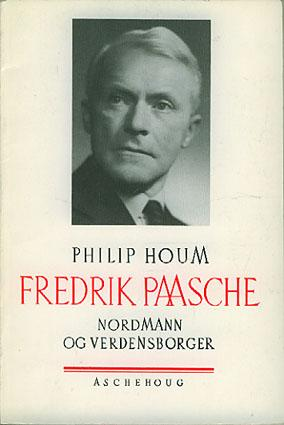 PHILIP HOUM
FREDRIK PAASCHE
NORDMANN
OG VERDENSBORGER
ASCHEHOUG